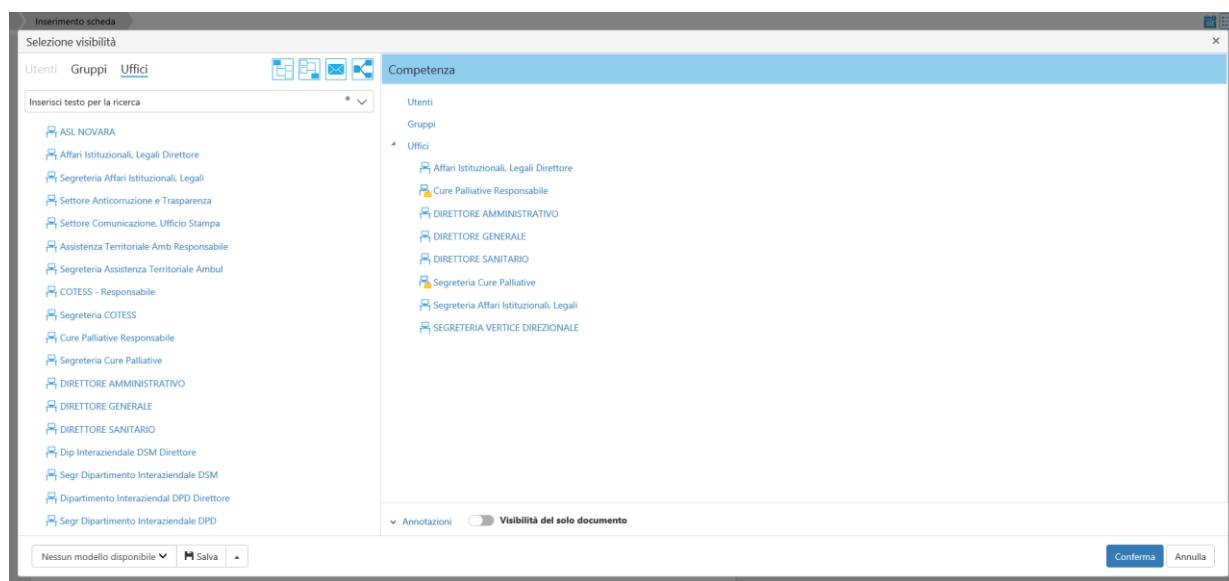 Inserimento scheda
Selezione visibilità
Utenti Gruppi Uffici
Inserisci testo per la ricerca *
ASL NOVARA
Affari Istituzionali, Legali Direttore
Segreteria Affari Istituzionali, Legali
Settore Anticorruzione e Trasparenza
Settore Comunicazione, Ufficio Stampa
Assistenza Territoriale Amb Responsabile
Segreteria Assistenza Territoriale Ambul
COTESS - Responsabile
Segreteria COTESS
Cure Palliative Responsabile
Segreteria Cure Palliative
DIRETTORE AMMINISTRATIVO
DIRETTORE GENERALE
DIRETTORE SANITARIO
Dip Interaziendale DSM Direttore
Segr Dipartimento Interaziendale DSM
Dipartimento Interaziendal DPD Direttore
Segr Dipartimento Interaziendale DPD
Competenza
Utenti
Gruppi
Uffici
Affari Istituzionali, Legali Direttore
Cure Palliative Responsabile
DIRETTORE AMMINISTRATIVO
DIRETTORE GENERALE
DIRETTORE SANITARIO
Segreteria Cure Palliative
Segreteria Affari Istituzionali, Legali
SEGRETERIA VERTICE DIREZIONALE
Annotazioni Visibilità del solo documento
Nessun modello disponibile Salva
Conferma Annulla